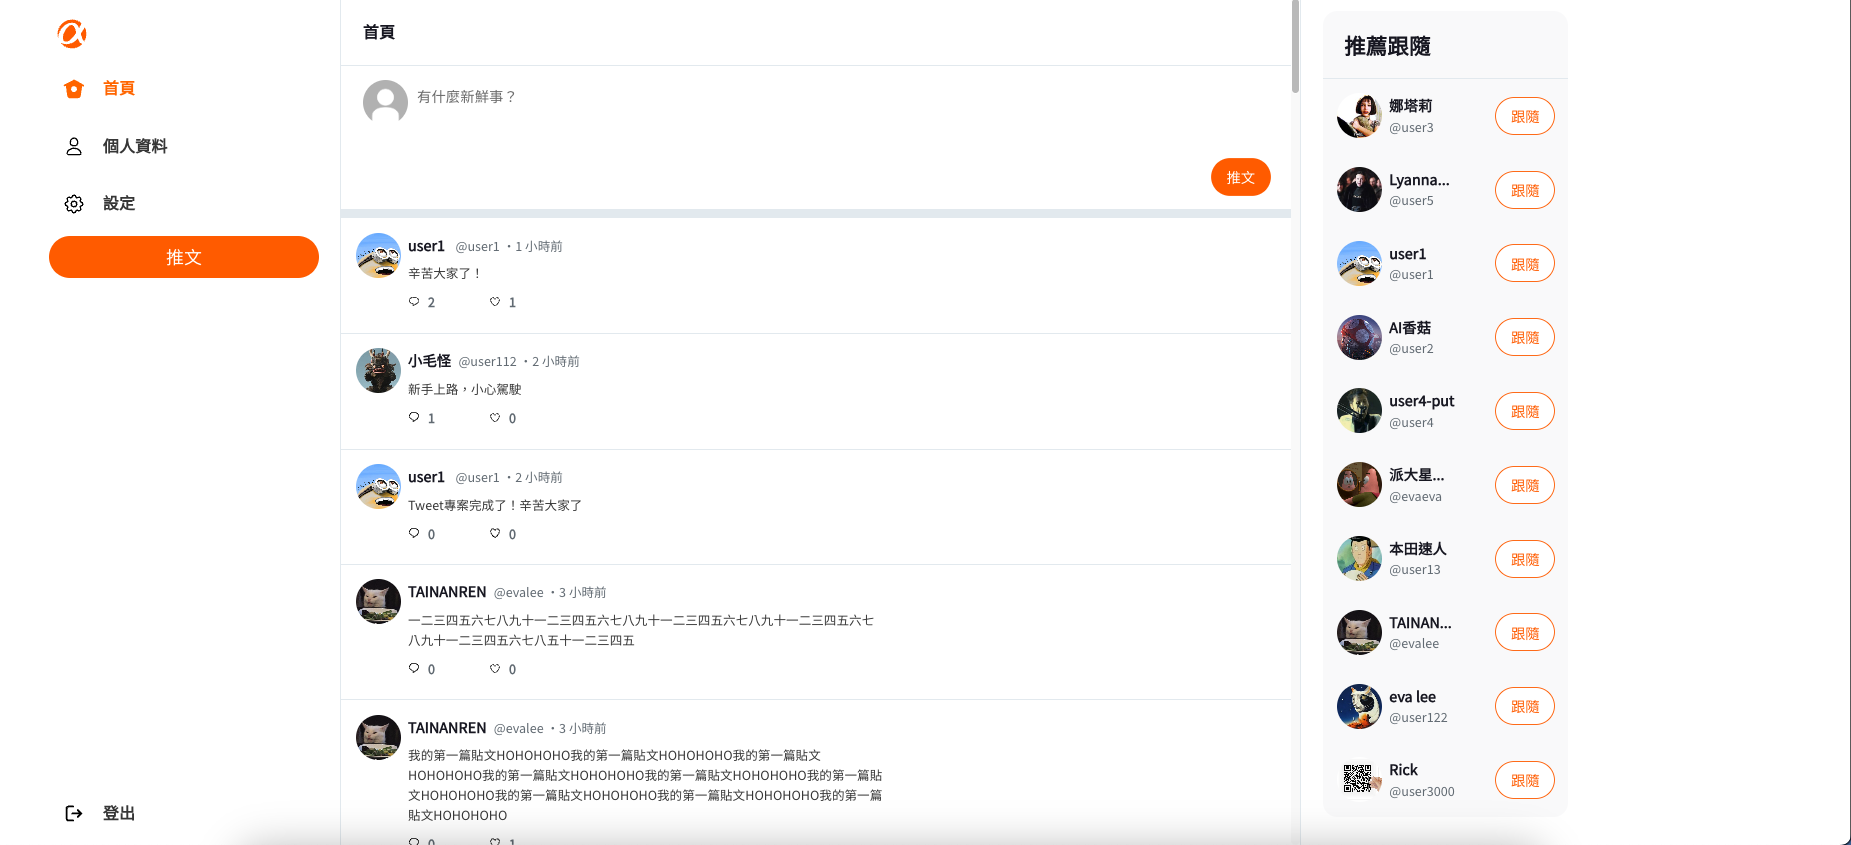 首頁
個人資料
設定
推文
登出
首頁
有什麼新鮮事？
推文
user1 @user1 ・1 小時前
辛苦大家了！
2 1
小毛怪 @user112 ・2 小時前
新手上路，小心駕駛
1 0
user1 @user1 ・2 小時前
Tweet專案完成了！辛苦大家了
0 0
TAINANREN @evalee ・3 小時前
一二三四五六七八九十一二三四五六七八九十一二三四五六七八九十一二三四五六七
八九十一二三四五六七八五十一二三四五
0 0
TAINANREN @evalee ・3 小時前
我的第一篇貼文HOHOHOHO我的第一篇貼文HOHOHOHO我的第一篇貼文
HOHOHOHO我的第一篇貼文HOHOHOHO我的第一篇貼文HOHOHOHO我的第一篇貼
文HOHOHOHO我的第一篇貼文HOHOHOHO我的第一篇貼文HOHOHOHO我的第一篇
貼文HOHOHOHO
0 1
推薦跟隨
娜塔莉
@user3
跟隨
Lyanna...
@user5
跟隨
user1
@user1
跟隨
AI香菇
@user2
跟隨
user4-put
@user4
跟隨
派大星...
@evaeva
跟隨
本田速人
@user13
跟隨
TAINAN...
@evalee
跟隨
eva lee
@user122
跟隨
Rick
@user3000
跟隨